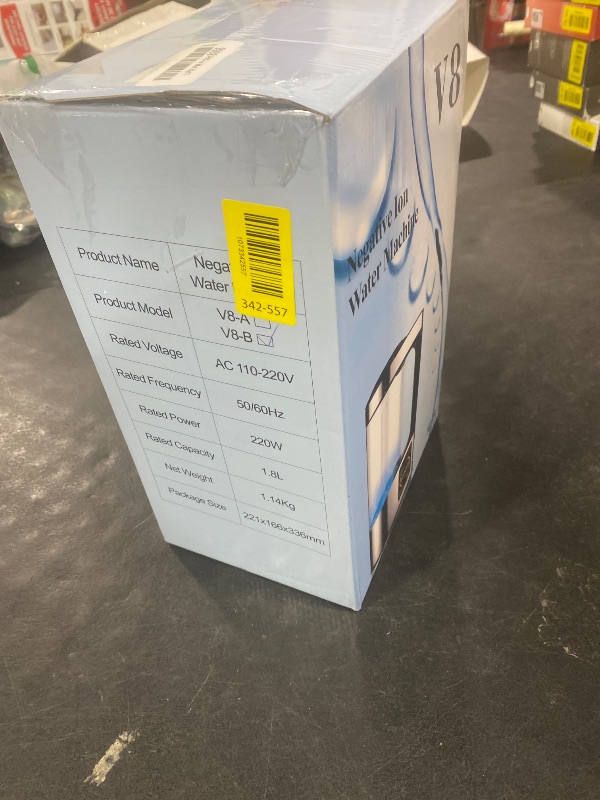 V8
Negative Ion
Water Machine
Product Name
Nega
Water
Product Model
V8-A
V8-B
Rated Voltage
AC 110-220V
Rated Frequency
50/60Hz
Rated Power
220W
Rated Capacity
1.8L
Net Weight
1.14Kg
Package Size
221x166x336mm
342-557